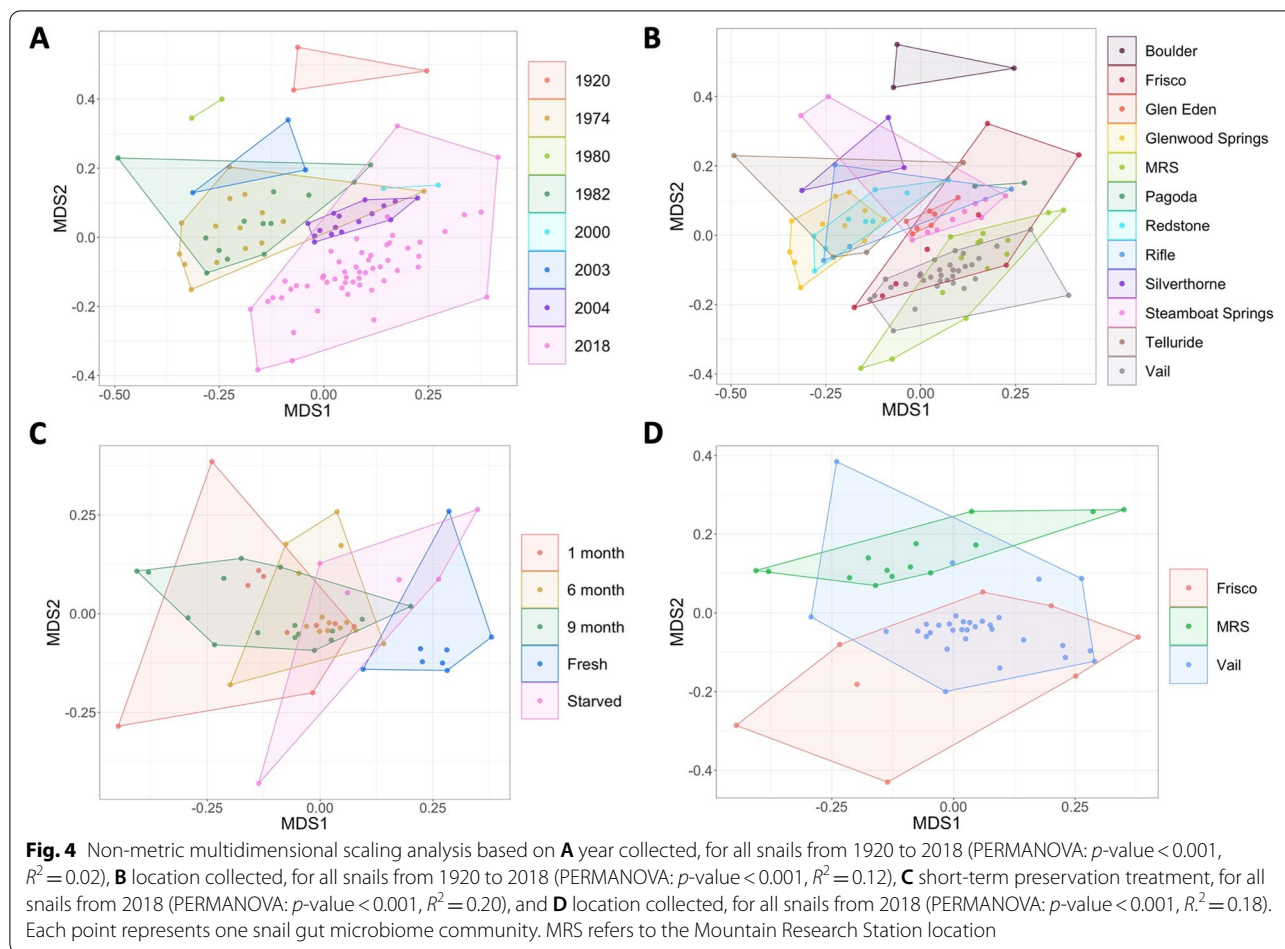 A
MDS2
0.4
0.2
0.0
-0.2
-0.4
-0.50
-0.25
0.00
0.25
MDS1
1920
1974
1980
1982
2000
2003
2004
2018
B
MDS2
0.4
0.2
0.0
-0.2
-0.4
-0.50
-0.25
0.00
0.25
MDS1
Boulder
Frisco
Glen Eden
Glenwood Springs
MRS
Pagoda
Redstone
Rifle
Silverthorne
Steamboat Springs
Telluride
Vail
C
MDS2
0.25
0.00
-0.25
-0.25
0.00
0.25
MDS1
1 month
6 month
9 month
Fresh
Starved
D
MDS2
0.4
0.2
0.0
-0.2
-0.4
-0.25
0.00
0.25
MDS1
Frisco
MRS
Vail
Fig. 4 Non-metric multidimensional scaling analysis based on A year collected, for all snails from 1920 to 2018 (PERMANOVA: p-value < 0.001,
R² = 0.02), B location collected, for all snails from 1920 to 2018 (PERMANOVA: p-value < 0.001, R² = 0.12), C short-term preservation treatment, for all
snails from 2018 (PERMANOVA: p-value < 0.001, R² = 0.20), and D location collected, for all snails from 2018 (PERMANOVA: p-value < 0.001, R.² = 0.18).
Each point represents one snail gut microbiome community. MRS refers to the Mountain Research Station location